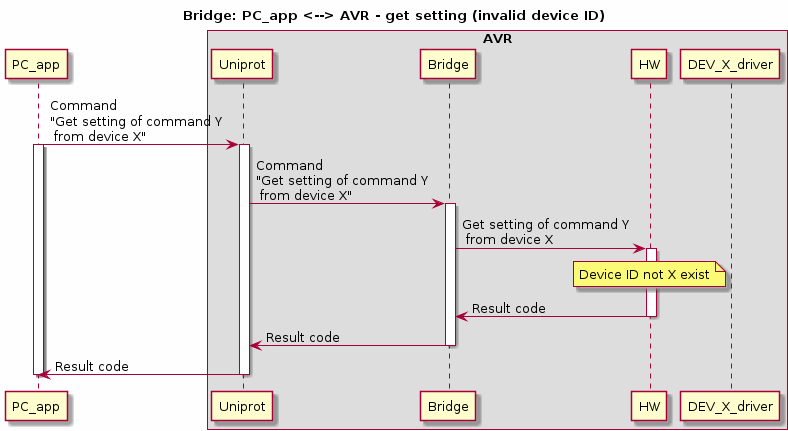 Bridge: PC_app <--> AVR - get setting (invalid device ID)
AVR
PC_app
Uniprot
Bridge
HW
DEV_X_driver
Command
"Get setting of command Y
from device X"
Command
"Get setting of command Y
from device X"
Get setting of command Y
from device X
Device ID not X exist
Result code
Result code
Result code
PC_app
Uniprot
Bridge
HW
DEV_X_driver